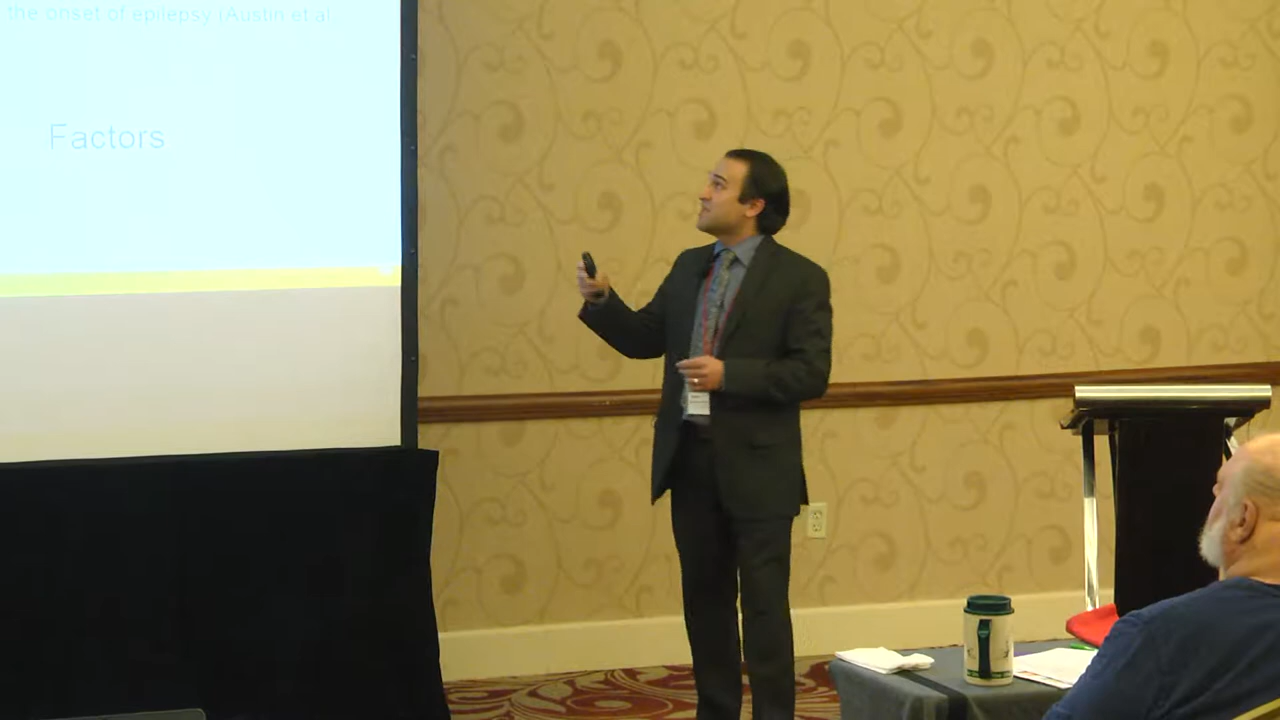 the onset of epilepsy (Austin et al
Factors